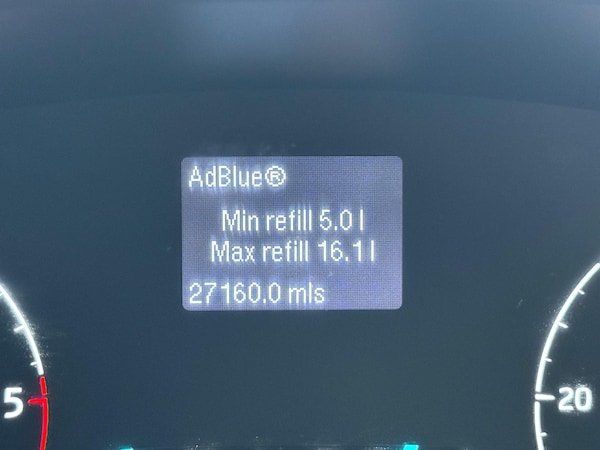 AdBlue®
Min refill 5.0 l
Max refill 16.1 l
27160.0 mls
5
20